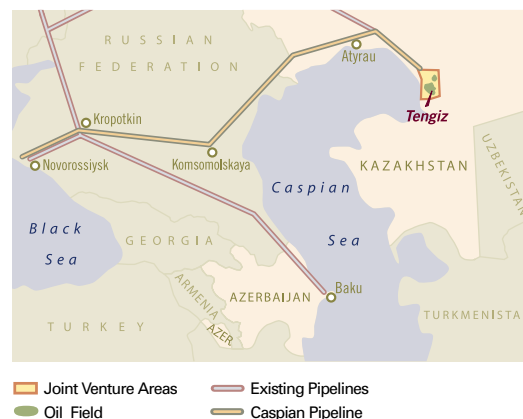 RUSSIAN
FEDERATION
Atyrau
Tengiz
Kropotkin
Novorossiysk
Komsomolskaya
KAZAKHSTAN
UZBEKISTAN
Caspian
Sea
Black
Sea
GEORGIA
ARMENIA
AZERBAIJAN
AZER.
Baku
TURKEY
TURKMENISTA
Joint Venture Areas
Existing Pipelines
Oil Field
Caspian Pipeline